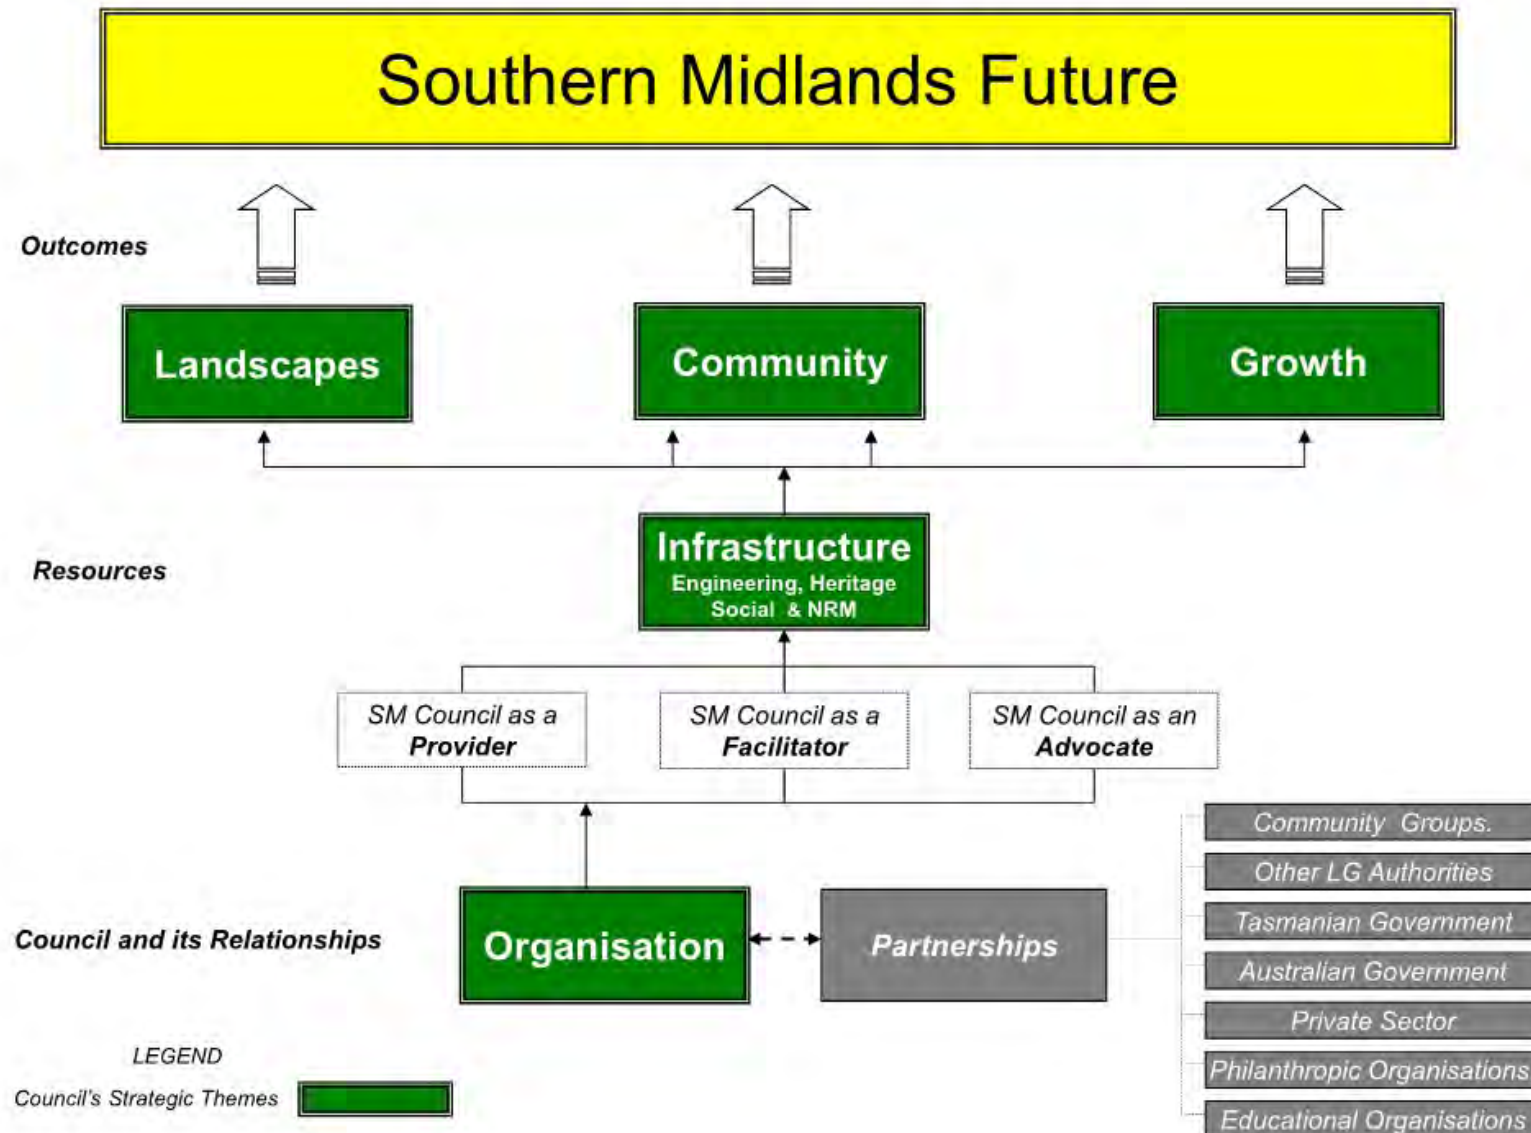 Southern Midlands Future
Outcomes
Landscapes
Community
Growth
Resources
Infrastructure
Engineering, Heritage
Social & NRM
SM Council as a
Provider
SM Council as a
Facilitator
SM Council as an
Advocate
Council and its Relationships
Organisation
Partnerships
Community Groups.
Other LG Authorities
Tasmanian Government
Australian Government
Private Sector
Philanthropic Organisations
Educational Organisations
LEGEND
Council's Strategic Themes